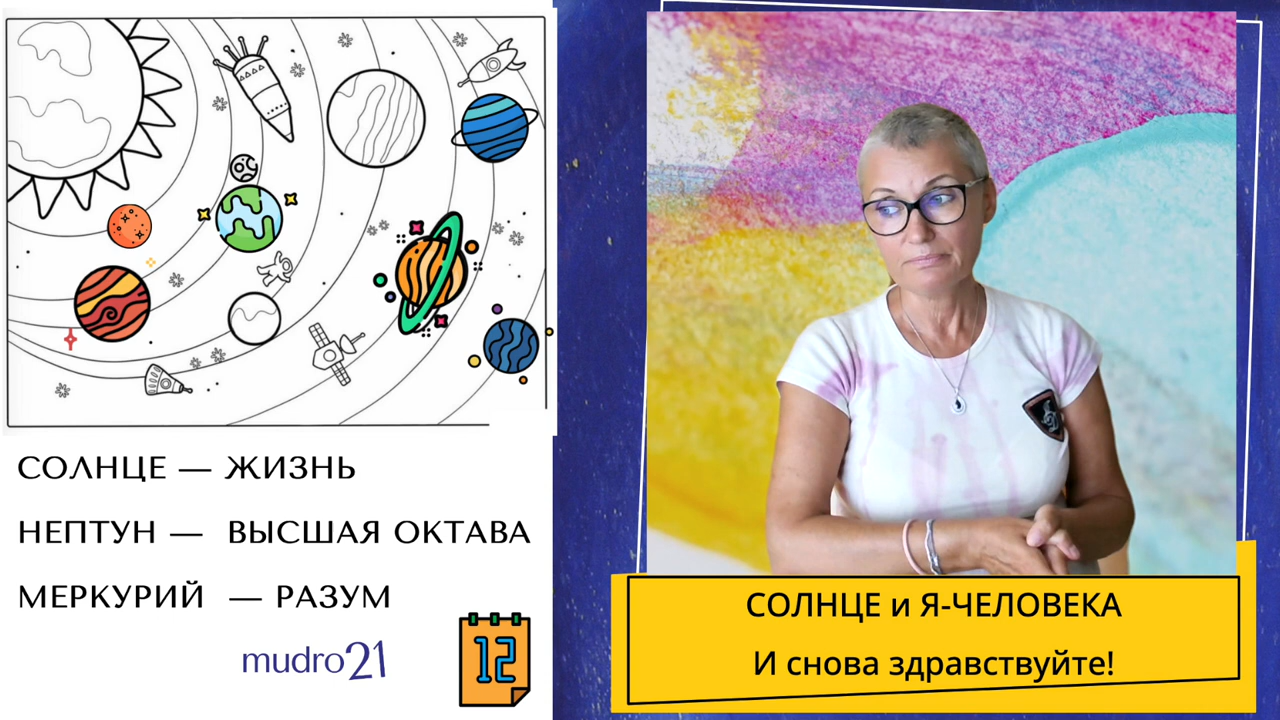 СОЛНЦЕ — ЖИЗНЬ
НЕПТУН — ВЫСШАЯ ОКТАВА
МЕРКУРИЙ — РАЗУМ
mudro21
12
СОЛНЦЕ и Я-ЧЕЛОВЕКА
И снова здравствуйте!